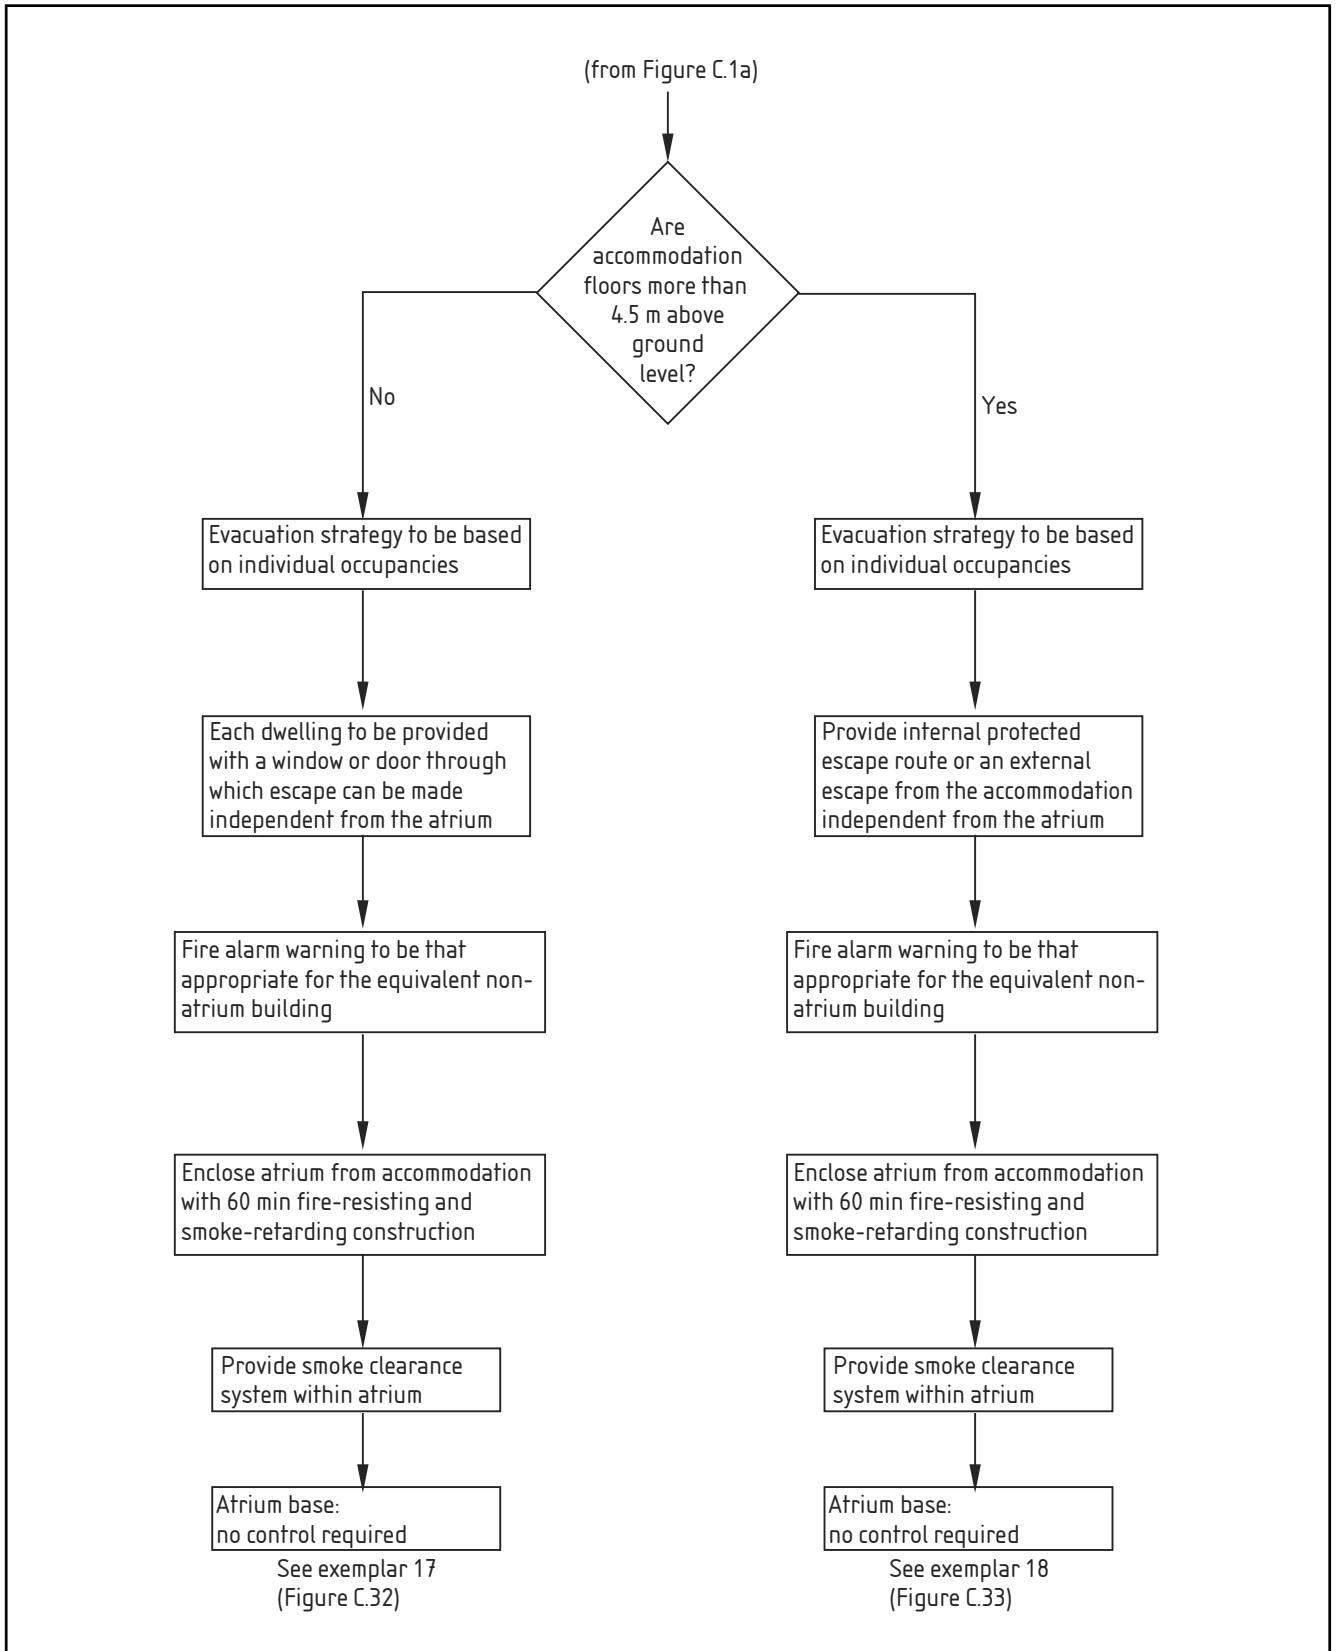 (from Figure C.1a)
Are
accommodation
floors more than
4.5 m above
ground
level?
No
Yes
Evacuation strategy to be based
on individual occupancies
Evacuation strategy to be based
on individual occupancies
Each dwelling to be provided
with a window or door through
which escape can be made
independent from the atrium
Provide internal protected
escape route or an external
escape from the accommodation
independent from the atrium
Fire alarm warning to be that
appropriate for the equivalent non-
atrium building
Fire alarm warning to be that
appropriate for the equivalent non-
atrium building
Enclose atrium from accommodation
with 60 min fire-resisting and
smoke-retarding construction
Enclose atrium from accommodation
with 60 min fire-resisting and
smoke-retarding construction
Provide smoke clearance
system within atrium
Provide smoke clearance
system within atrium
Atrium base:
no control required
Atrium base:
no control required
See exemplar 17
(Figure C.32)
See exemplar 18
(Figure C.33)